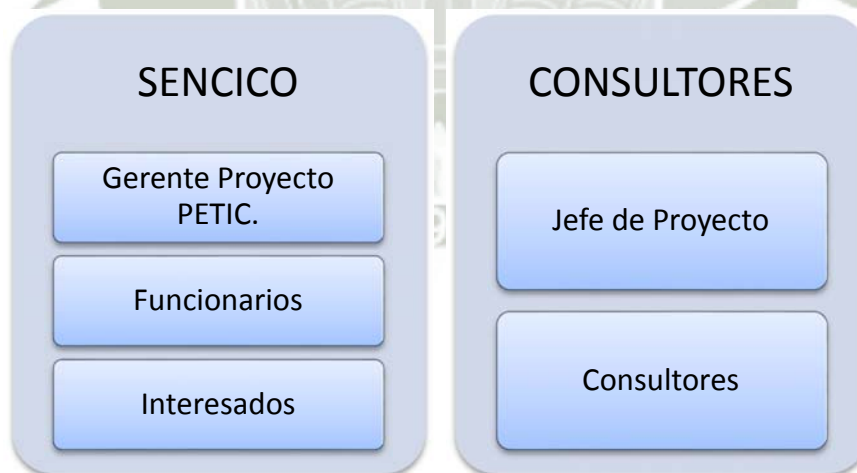 SENCICO
Gerente Proyecto
PETIC.
Funcionarios
Interesados
CONSULTORES
Jefe de Proyecto
Consultores